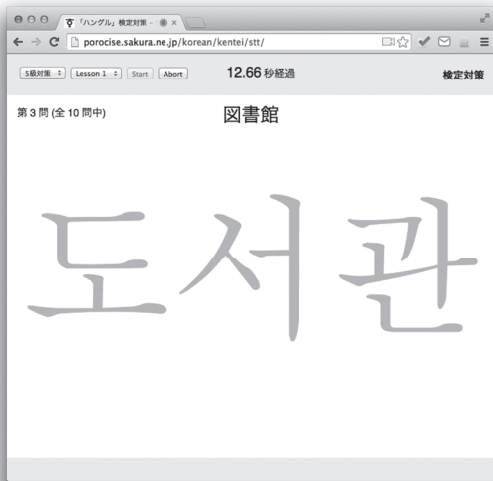 「ハングル」検定対策 -
porocise.sakura.ne.jp/korean/kentei/stt/
5級対策 Lesson 1 Start Abort 12.66 秒経過 検定対策
第 3 問 (全 10 問中) 図書館
도서관